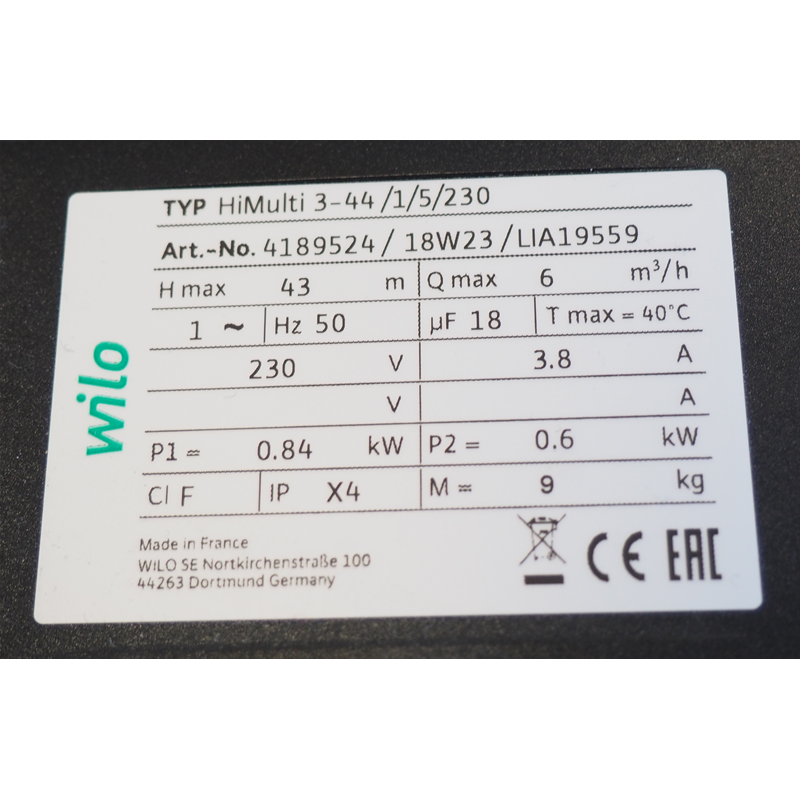 TYP HiMulti 3-44 /1/5/230
Art.-No. 4189524 / 18W23 / LIA19559
H max 43 m Q max 6 m³/h
1 ~ Hz 50 µF 18 T max = 40°C
230 V 3.8 A
V A
P1 = 0.84 kW P2 = 0.6 kW
Cl F IP X4 M ≈ 9 kg
wilo
Made in France
WILO SE Nortkirchenstraße 100
44263 Dortmund Germany
CE EAC